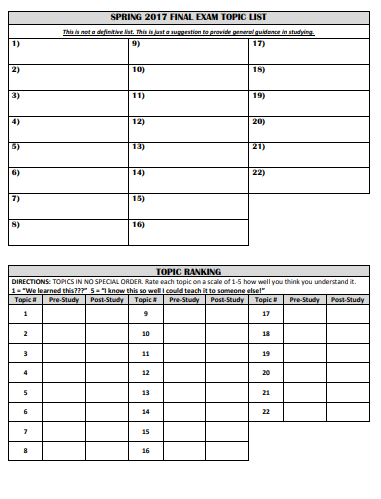 SPRING 2017 FINAL EXAM TOPIC LIST
This is not a definitive list. This is just a suggestion to provide general guidance in studying.
1) 9) 17)
2) 10) 18)
3) 11) 19)
4) 12) 20)
5) 13) 21)
6) 14) 22)
7) 15)
8) 16)
TOPIC RANKING
DIRECTIONS: TOPICS IN NO SPECIAL ORDER. Rate each topic on a scale of 1-5 how well you think you understand it.
1 = "We learned this???" 5 = "I know this so well I could teach it to someone else!"
Topic # Pre-Study Post-Study Topic # Pre-Study Post-Study Topic # Pre-Study Post-Study
1 9 17
2 10 18
3 11 19
4 12 20
5 13 21
6 14 22
7 15
8 16